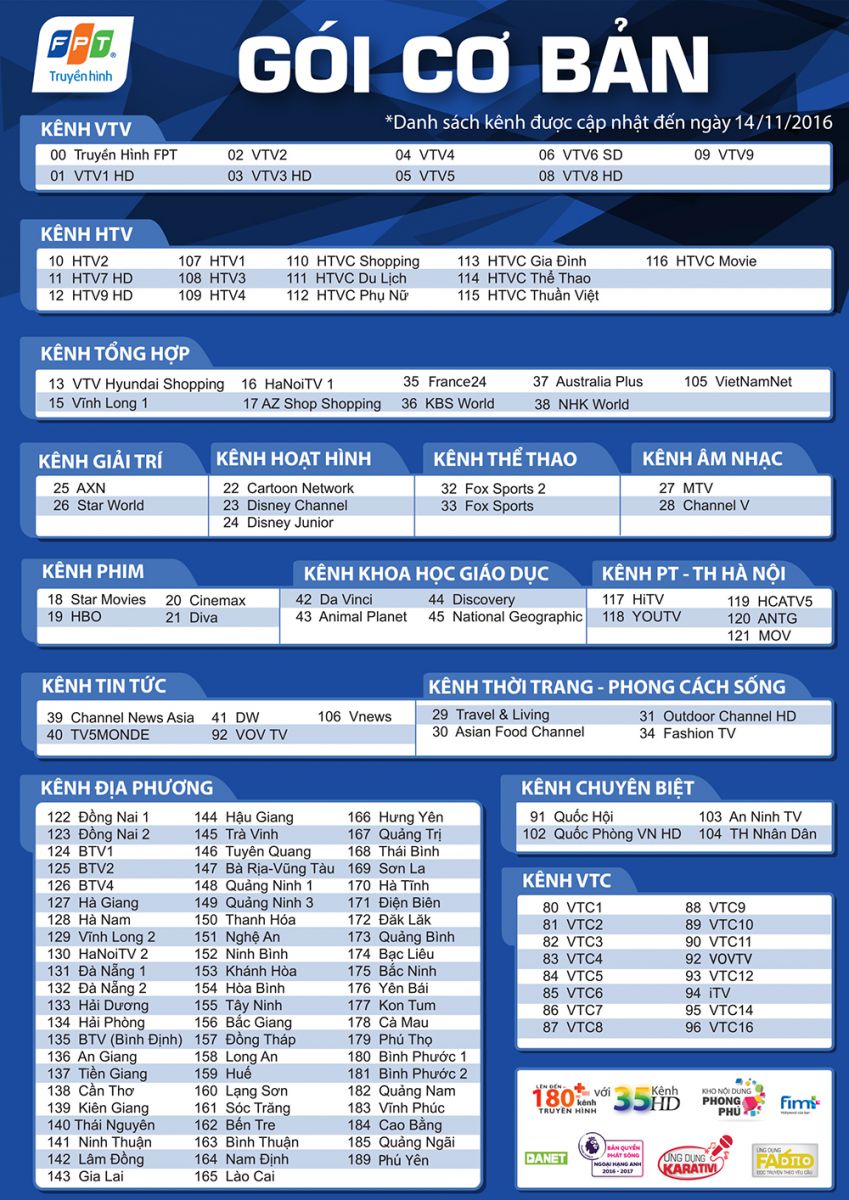 FPT
Truyền hình
GÓI CƠ BẢN
*Danh sách kênh được cập nhật đến ngày 14/11/2016
KÊNH VTV
00 Truyền Hình FPT 02 VTV2 04 VTV4 06 VTV6 SD 09 VTV9
01 VTV1 HD 03 VTV3 HD 05 VTV5 08 VTV8 HD
KÊNH HTV
10 HTV2 107 HTV1 110 HTVC Shopping 113 HTVC Gia Đình 116 HTVC Movie
11 HTV7 HD 108 HTV3 111 HTVC Du Lịch 114 HTVC Thể Thao
12 HTV9 HD 109 HTV4 112 HTVC Phụ Nữ 115 HTVC Thuần Việt
KÊNH TỔNG HỢP
13 VTV Hyundai Shopping 16 HaNoiTV 1 35 France24 37 Australia Plus 105 VietNamNet
15 Vĩnh Long 1 17 AZ Shop Shopping 36 KBS World 38 NHK World
KÊNH GIẢI TRÍ
25 AXN
26 Star World
KÊNH HOẠT HÌNH
22 Cartoon Network
23 Disney Channel
24 Disney Junior
KÊNH THỂ THAO
32 Fox Sports 2
33 Fox Sports
KÊNH ÂM NHẠC
27 MTV
28 Channel V
KÊNH PHIM
18 Star Movies 20 Cinemax
19 HBO 21 Diva
KÊNH KHOA HỌC GIÁO DỤC
42 Da Vinci 44 Discovery
43 Animal Planet 45 National Geographic
KÊNH PT - TH HÀ NỘI
117 HiTV 119 HCATV5
118 YOUTV 120 ANTG
121 MOV
KÊNH TIN TỨC
39 Channel News Asia 41 DW 106 Vnews
40 TV5MONDE 92 VOV TV
KÊNH THỜI TRANG - PHONG CÁCH SỐNG
29 Travel & Living 31 Outdoor Channel HD
30 Asian Food Channel 34 Fashion TV
KÊNH ĐỊA PHƯƠNG
122 Đồng Nai 1 144 Hậu Giang 166 Hưng Yên
123 Đồng Nai 2 145 Trà Vinh 167 Quảng Trị
124 BTV1 146 Tuyên Quang 168 Thái Bình
125 BTV2 147 Bà Rịa-Vũng Tàu 169 Sơn La
126 BTV4 148 Quảng Ninh 1 170 Hà Tĩnh
127 Hà Giang 149 Quảng Ninh 3 171 Điện Biên
128 Hà Nam 150 Thanh Hóa 172 Đăk Lăk
129 Vĩnh Long 2 151 Nghệ An 173 Quảng Bình
130 HaNoiTV 2 152 Ninh Bình 174 Bạc Liêu
131 Đà Nẵng 1 153 Khánh Hòa 175 Bắc Ninh
132 Đà Nẵng 2 154 Hòa Bình 176 Yên Bái
133 Hải Dương 155 Tây Ninh 177 Kon Tum
134 Hải Phòng 156 Bắc Giang 178 Cà Mau
135 BTV (Bình Định) 157 Đồng Tháp 179 Phú Thọ
136 An Giang 158 Long An 180 Bình Phước 1
137 Tiền Giang 159 Huế 181 Bình Phước 2
138 Cần Thơ 160 Lạng Sơn 182 Quảng Nam
139 Kiên Giang 161 Sóc Trăng 183 Vĩnh Phúc
140 Thái Nguyên 162 Bến Tre 184 Cao Bằng
141 Ninh Thuận 163 Bình Thuận 185 Quảng Ngãi
142 Lâm Đồng 164 Nam Định 189 Phú Yên
143 Gia Lai 165 Lào Cai
KÊNH CHUYÊN BIỆT
91 Quốc Hội 103 An Ninh TV
102 Quốc Phòng VN HD 104 TH Nhân Dân
KÊNH VTC
80 VTC1 88 VTC9
81 VTC2 89 VTC10
82 VTC3 90 VTC11
83 VTC4 92 VOVTV
84 VTC5 93 VTC12
85 VTC6 94 iTV
86 VTC7 95 VTC14
87 VTC8 96 VTC16
LÊN ĐẾN
180+ kênh
TRUYỀN HÌNH
với
35 Kênh HD
KHO NỘI DUNG
PHONG PHÚ
fim+
DANET
BẢN QUYỀN
PHÁT SÓNG
NGOẠI HẠNG ANH
2016 - 2017
ỨNG DỤNG
KARATIVI
ỨNG DỤNG
ĐỌC TRUYỆN THEO YÊU CẦU